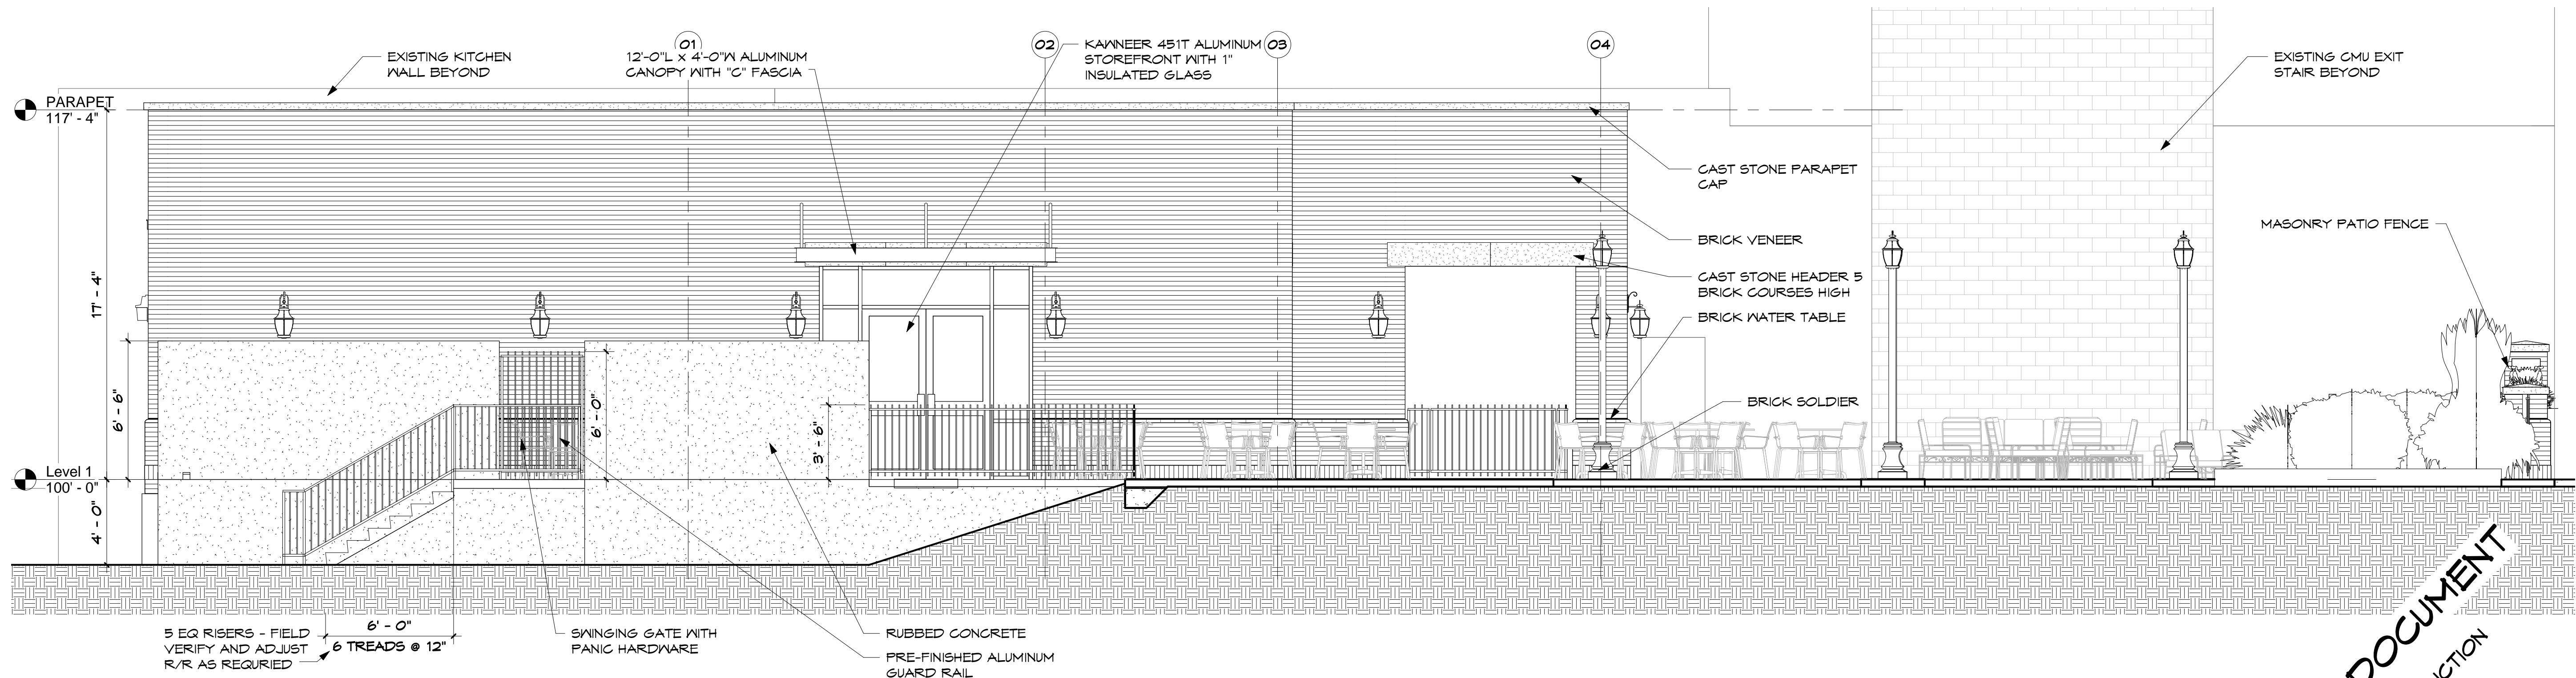 01
02
03
04
EXISTING KITCHEN
WALL BEYOND
12'-0"L x 4'-0"W ALUMINUM
CANOPY WITH "C" FASCIA
KAWNEER 451T ALUMINUM
STOREFRONT WITH 1"
INSULATED GLASS
EXISTING CMU EXIT
STAIR BEYOND
PARAPET
117' - 4"
CAST STONE PARAPET
CAP
BRICK VENEER
MASONRY PATIO FENCE
CAST STONE HEADER 5
BRICK COURSES HIGH
BRICK WATER TABLE
BRICK SOLDIER
17' - 4"
6' - 6"
6' - 0"
3' - 6"
Level 1
100' - 0"
4' - 0"
5 EQ RISERS - FIELD
VERIFY AND ADJUST
R/R AS REQURIED
6' - 0"
6 TREADS @ 12"
SWINGING GATE WITH
PANIC HARDWARE
RUBBED CONCRETE
PRE-FINISHED ALUMINUM
GUARD RAIL
DOCUMENT